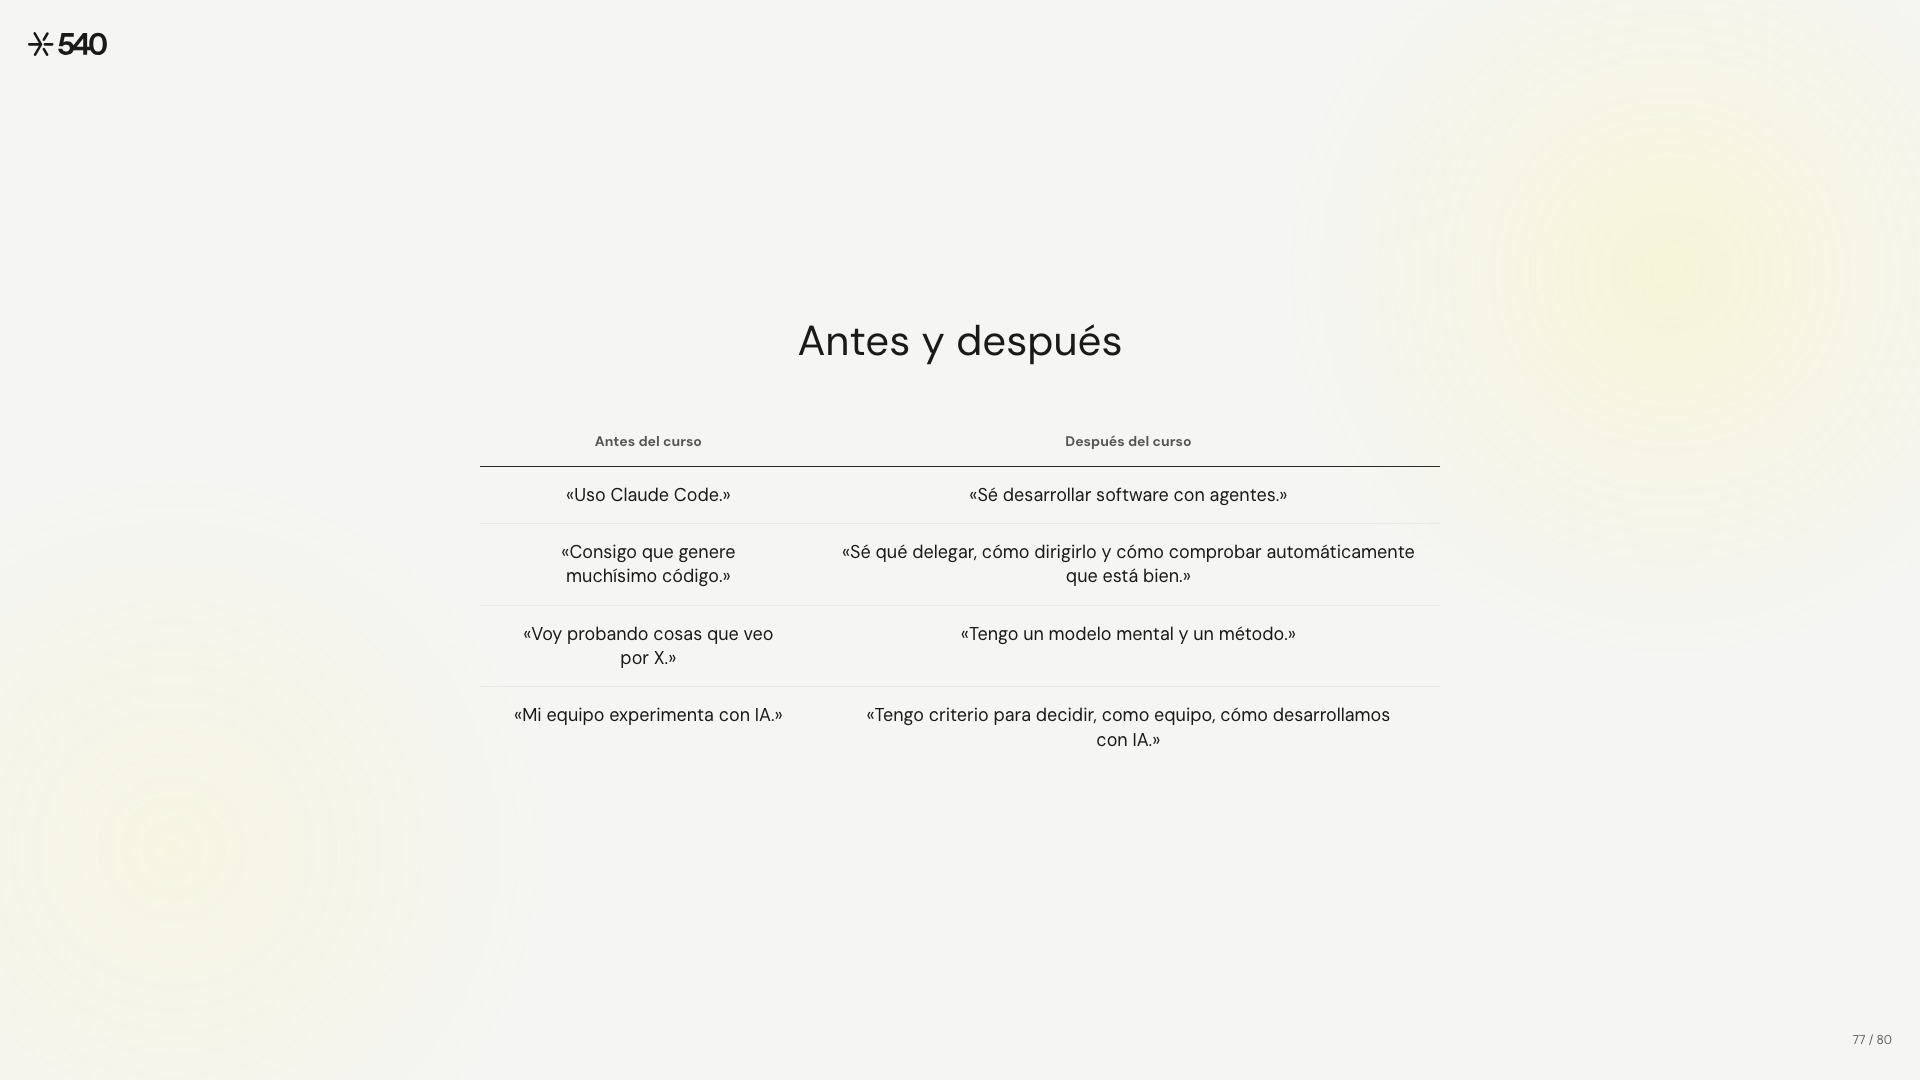 540
Antes y después
Antes del curso
Después del curso
«Uso Claude Code.»
«Sé desarrollar software con agentes.»
«Consigo que genere
muchísimo código.»
«Sé qué delegar, cómo dirigirlo y cómo comprobar automáticamente
que está bien.»
«Voy probando cosas que veo
por X.»
«Tengo un modelo mental y un método.»
«Mi equipo experimenta con IA.»
«Tengo criterio para decidir, como equipo, cómo desarrollamos
con IA.»
77 / 80